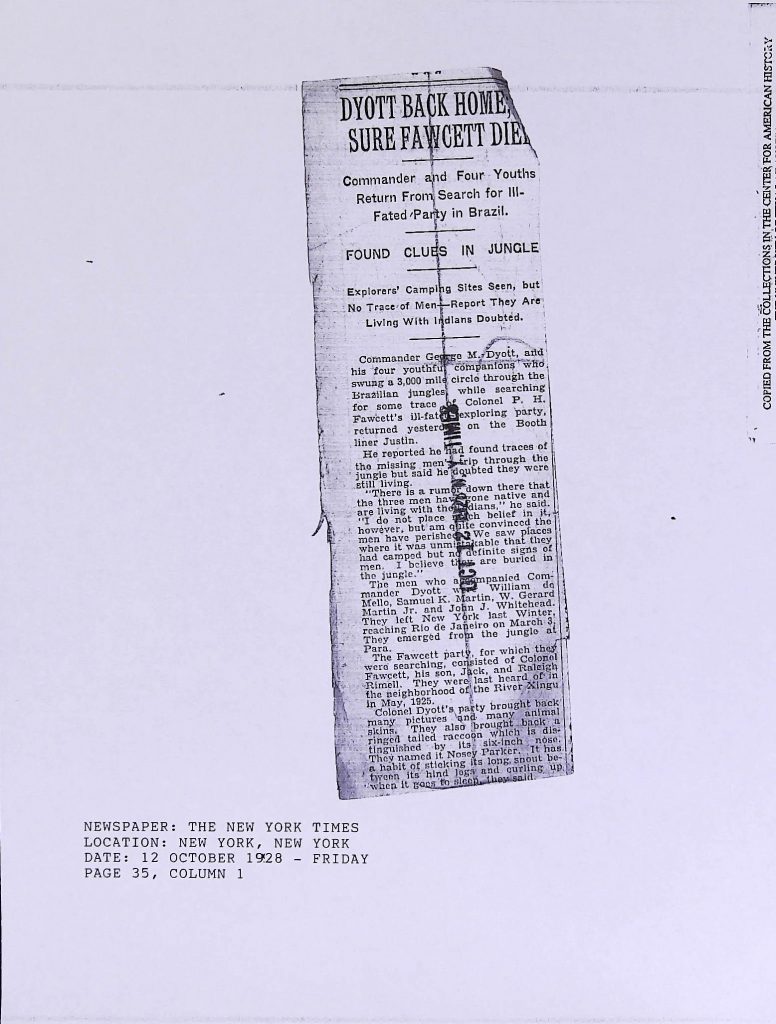 DYOTT BACK HOME,
SURE FAWCETT DIED
Commander and Four Youths
Return From Search for Ill-
Fated Party in Brazil.
FOUND CLUES IN JUNGLE
Explorers' Camping Sites Seen, but
No Trace of Men—Report They Are
Living With Indians Doubted.
Commander George M. Dyott, and
his four youthful companions who
swung a 3,000 mile circle through the
Brazilian jungles, while searching
for some trace of Colonel P. H.
Fawcett's ill-fated exploring party,
returned yesterday on the Booth
liner Justin.
He reported he had found traces of
the missing men's trip through the
jungle but said he doubted they were
still living.
"There is a rumor down there that
the three men have gone native and
are living with the Indians," he said.
"I do not place much belief in it,
however, but am quite convinced the
men have perished. We saw places
where it was unmistakable that they
had camped but no definite signs of
men. I believe they are buried in
the jungle."
The men who accompanied Com-
mander Dyott were William de
Mello, Samuel K. Martin, W. Gerard
Martin Jr. and John J. Whitehead.
They left New York last Winter,
reaching Rio de Janeiro on March 3.
They emerged from the jungle at
Para.
The Fawcett party, for which they
were searching, consisted of Colonel
Fawcett, his son, Jack, and Raleigh
Rimell. They were last heard of in
the neighborhood of the River Xingu
in May, 1925.
Colonel Dyott's party brought back
many pictures and many animal
skins. They also brought back a
ringed tailed raccoon which is dis-
tinguished by its six-inch nose.
They named it Nosey Parker. It has
a habit of sticking its long snout be-
tween its hind legs and curling up
when it goes to sleep, they said.
OCT 12 1928 N.Y. TIMES
NEWSPAPER: THE NEW YORK TIMES
LOCATION: NEW YORK, NEW YORK
DATE: 12 OCTOBER 1928 - FRIDAY
PAGE 35, COLUMN 1
COPIED FROM THE COLLECTIONS IN THE CENTER FOR AMERICAN HISTORY